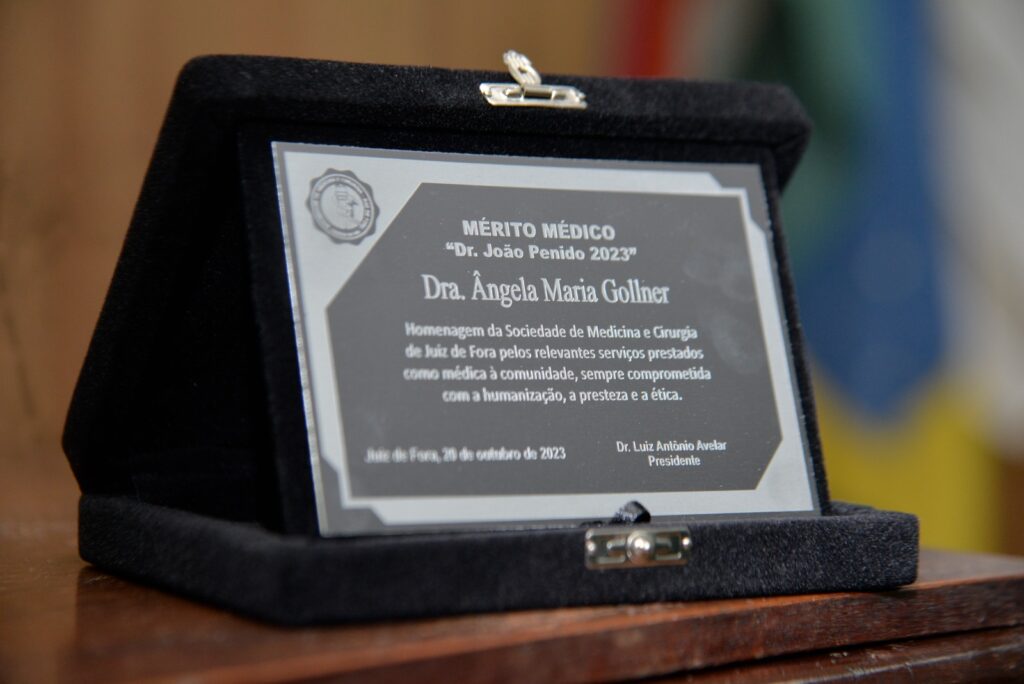 MÉRITO MÉDICO
“Dr. João Penido 2023”
Dra. Ângela Maria Gollner
Homenagem da Sociedade de Medicina e Cirurgia
de Juiz de Fora pelos relevantes serviços prestados
como médica à comunidade, sempre comprometida
com a humanização, a presteza e a ética.
Juiz de Fora, 20 de outubro de 2023
Dr. Luiz Antônio Avelar
Presidente